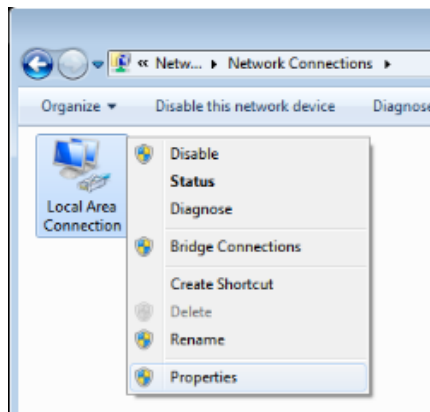 « Netw... ▸ Network Connections ▸
Organize ▾ Disable this network device Diagnose
Local Area
Connection
Disable
Status
Diagnose
Bridge Connections
Create Shortcut
Delete
Rename
Properties